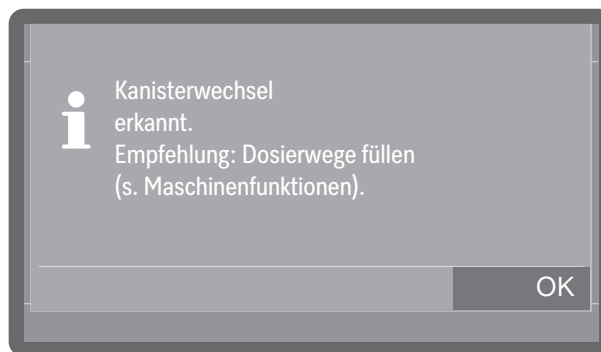 Kanisterwechsel
erkannt.
Empfehlung: Dosierwege füllen
(s. Maschinenfunktionen).
OK